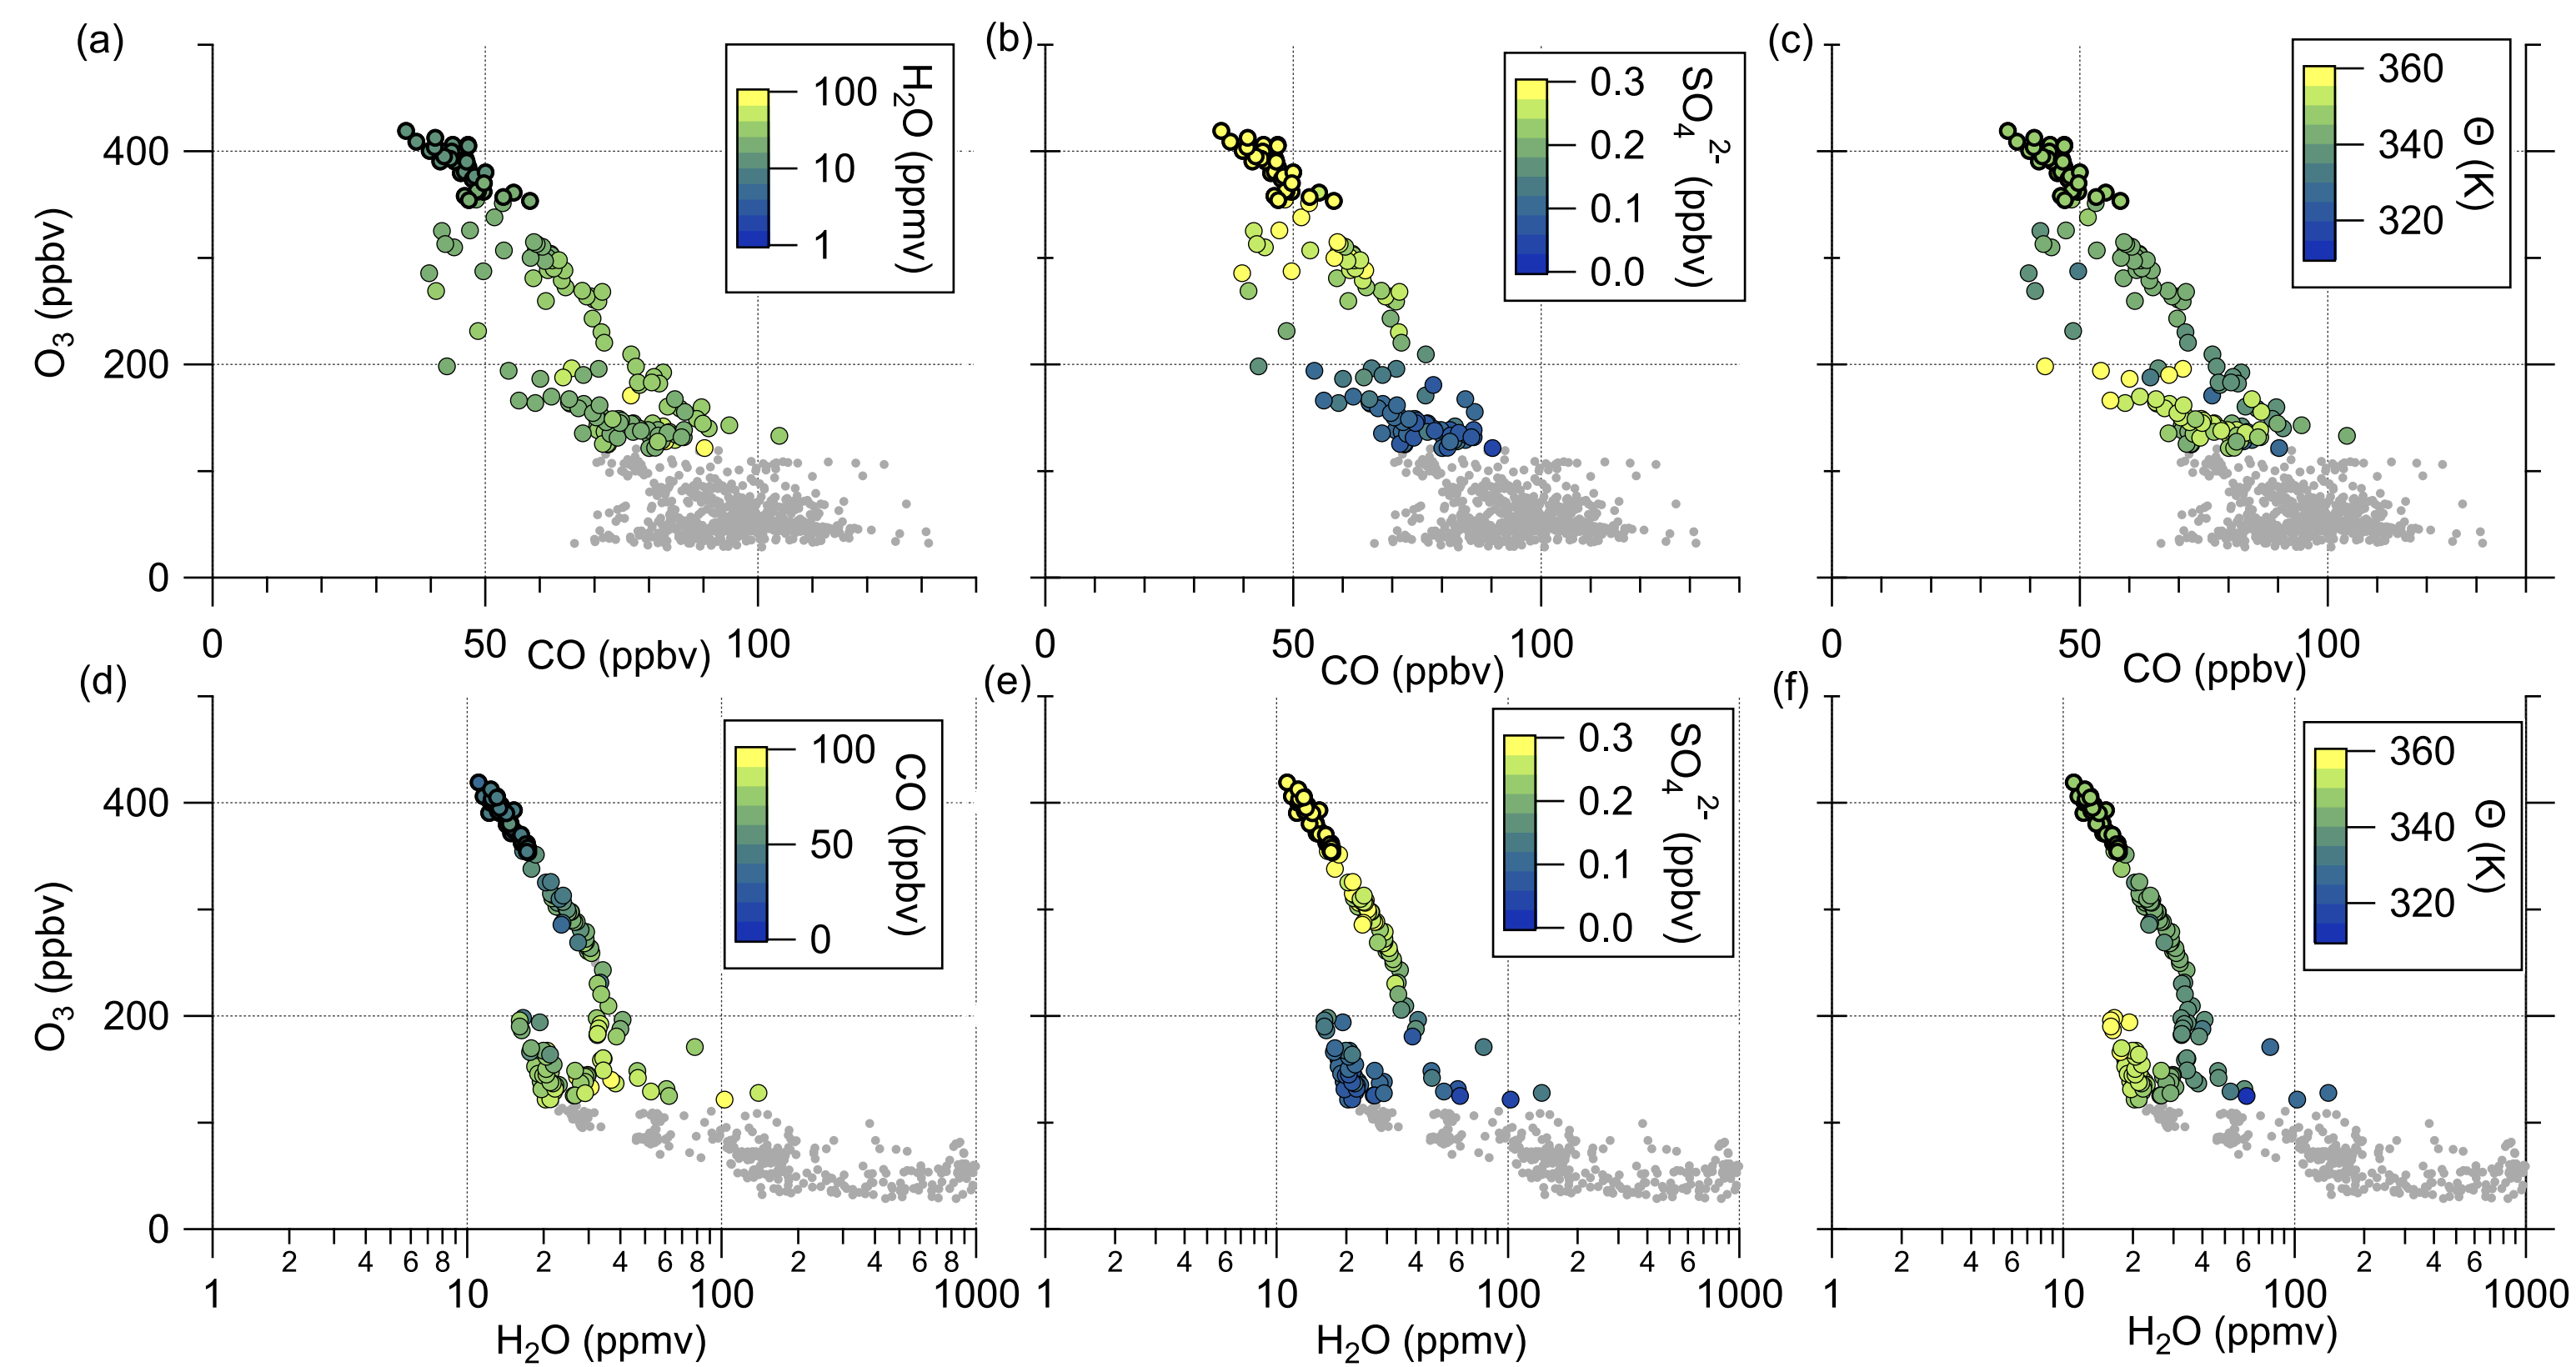 (a)
H2O (ppmv)
100
10
1
O3 (ppbv)
400
200
0
0
50
100
CO (ppbv)
(b)
SO4 2- (ppbv)
0.3
0.2
0.1
0.0
0
50
100
CO (ppbv)
(c)
Θ (K)
360
340
320
0
50
100
CO (ppbv)
(d)
CO (ppbv)
100
50
0
O3 (ppbv)
400
200
0
2 4 6 8 2 4 6 8 2 4 6 8
1 10 100 1000
H2O (ppmv)
(e)
SO4 2- (ppbv)
0.3
0.2
0.1
0.0
2 4 6 2 4 6 2 4 6
1 10 100 1000
H2O (ppmv)
(f)
Θ (K)
360
340
320
2 4 6 2 4 6 2 4 6
1 10 100 1000
H2O (ppmv)